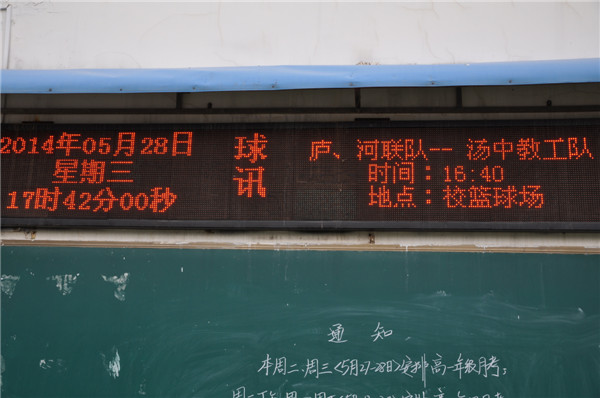 2014年05月28日
星期三
17时42分00秒
球讯
庐、河联队--汤中教工队
时间：16:40
地点：校篮球场
通知
本周二、周三<5月27-28日>安排高一年级月考；